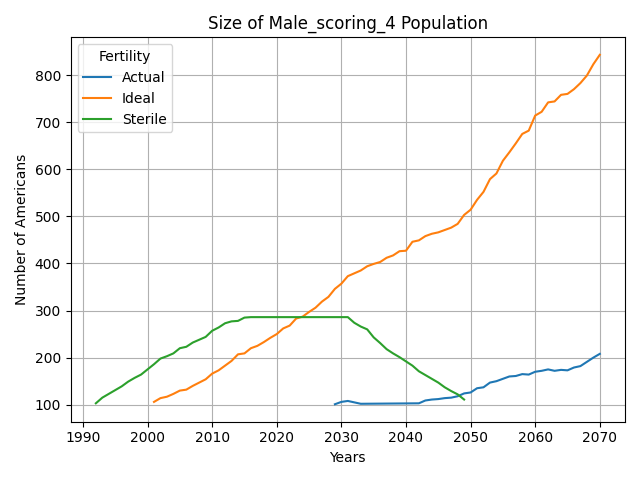 Size of Male_scoring_4 Population
Fertility
Actual
Ideal
Sterile
Number of Americans
800
700
600
500
400
300
200
100
1990 2000 2010 2020 2030 2040 2050 2060 2070
Years